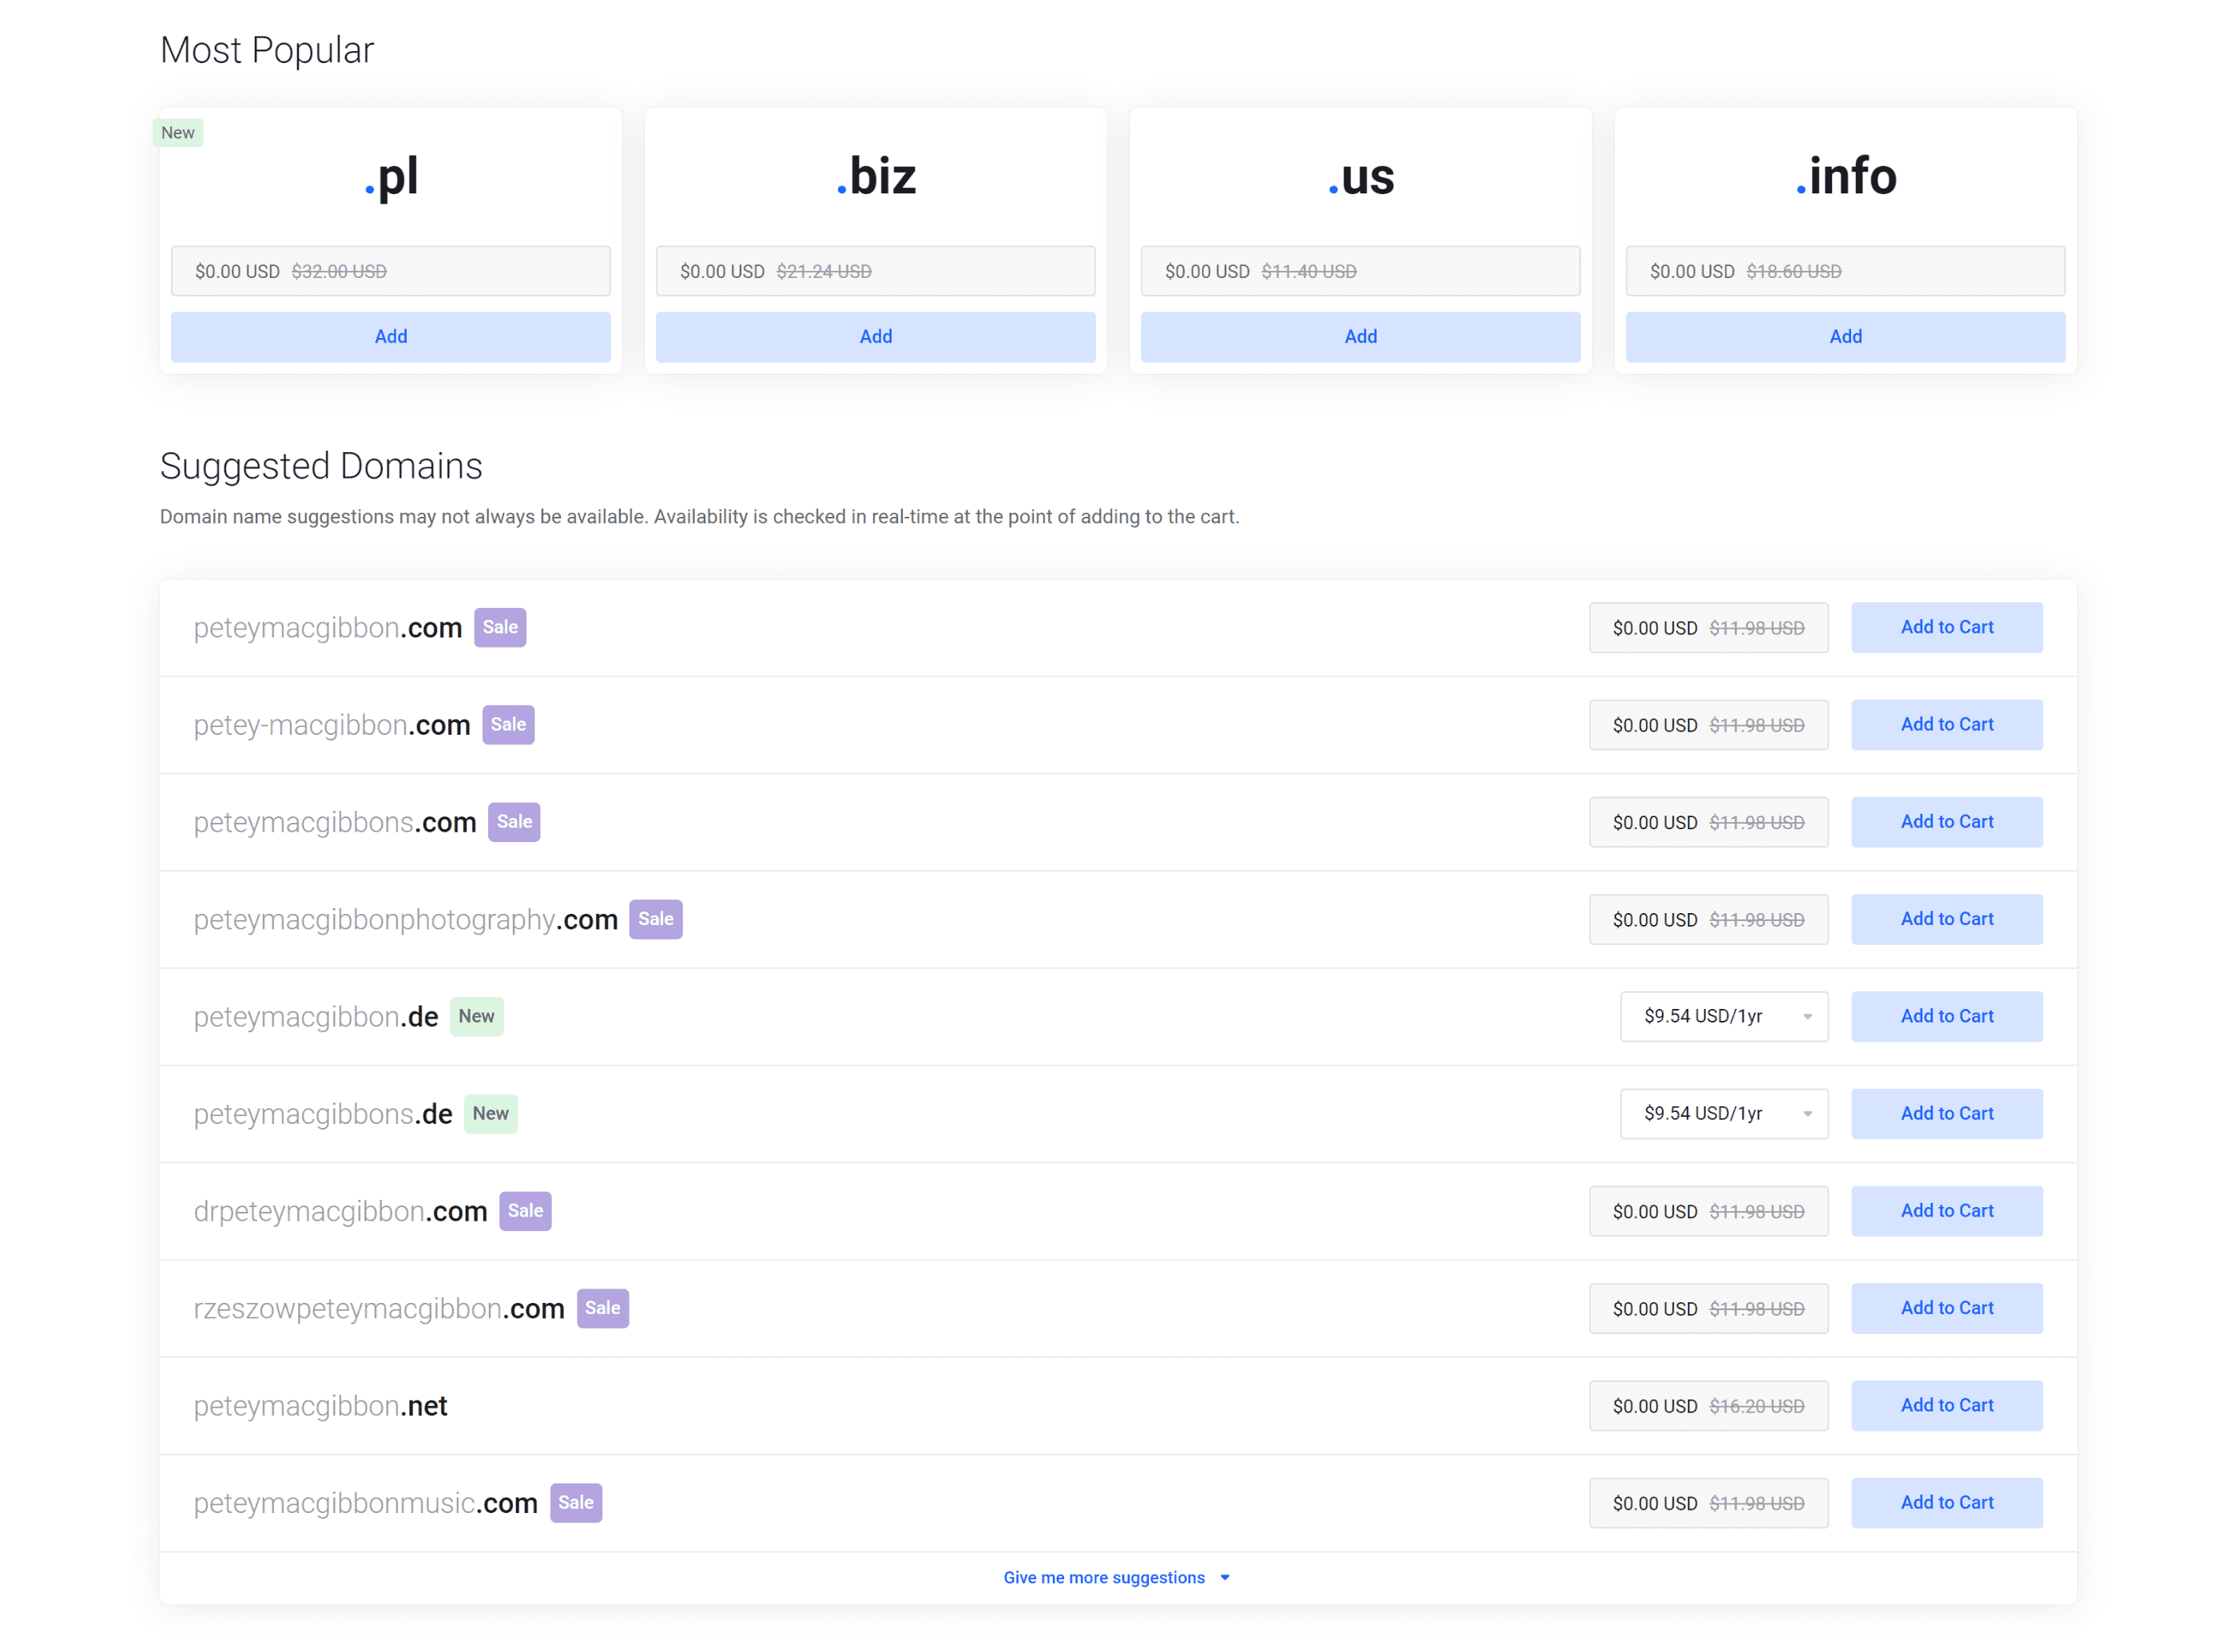 Most Popular
New
.pl
$0.00 USD $32.00 USD
Add
.biz
$0.00 USD $21.24 USD
Add
.us
$0.00 USD $11.40 USD
Add
.info
$0.00 USD $18.60 USD
Add
Suggested Domains
Domain name suggestions may not always be available. Availability is checked in real-time at the point of adding to the cart.
peteymacgibbon.com Sale $0.00 USD $11.98 USD Add to Cart
petey-macgibbon.com Sale $0.00 USD $11.98 USD Add to Cart
peteymacgibbons.com Sale $0.00 USD $11.98 USD Add to Cart
peteymacgibbonphotography.com Sale $0.00 USD $11.98 USD Add to Cart
peteymacgibbon.de New $9.54 USD/1yr Add to Cart
peteymacgibbons.de New $9.54 USD/1yr Add to Cart
drpeteymacgibbon.com Sale $0.00 USD $11.98 USD Add to Cart
rzeszowpeteymacgibbon.com Sale $0.00 USD $11.98 USD Add to Cart
peteymacgibbon.net $0.00 USD $16.20 USD Add to Cart
peteymacgibbonmusic.com Sale $0.00 USD $11.98 USD Add to Cart
Give me more suggestions